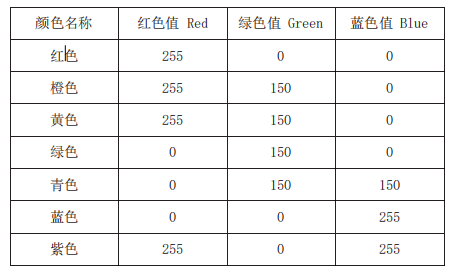 颜色名称 红色值 Red 绿色值 Green 蓝色值 Blue
红色 255 0 0
橙色 255 150 0
黄色 255 150 0
绿色 0 150 0
青色 0 150 150
蓝色 0 0 255
紫色 255 0 255